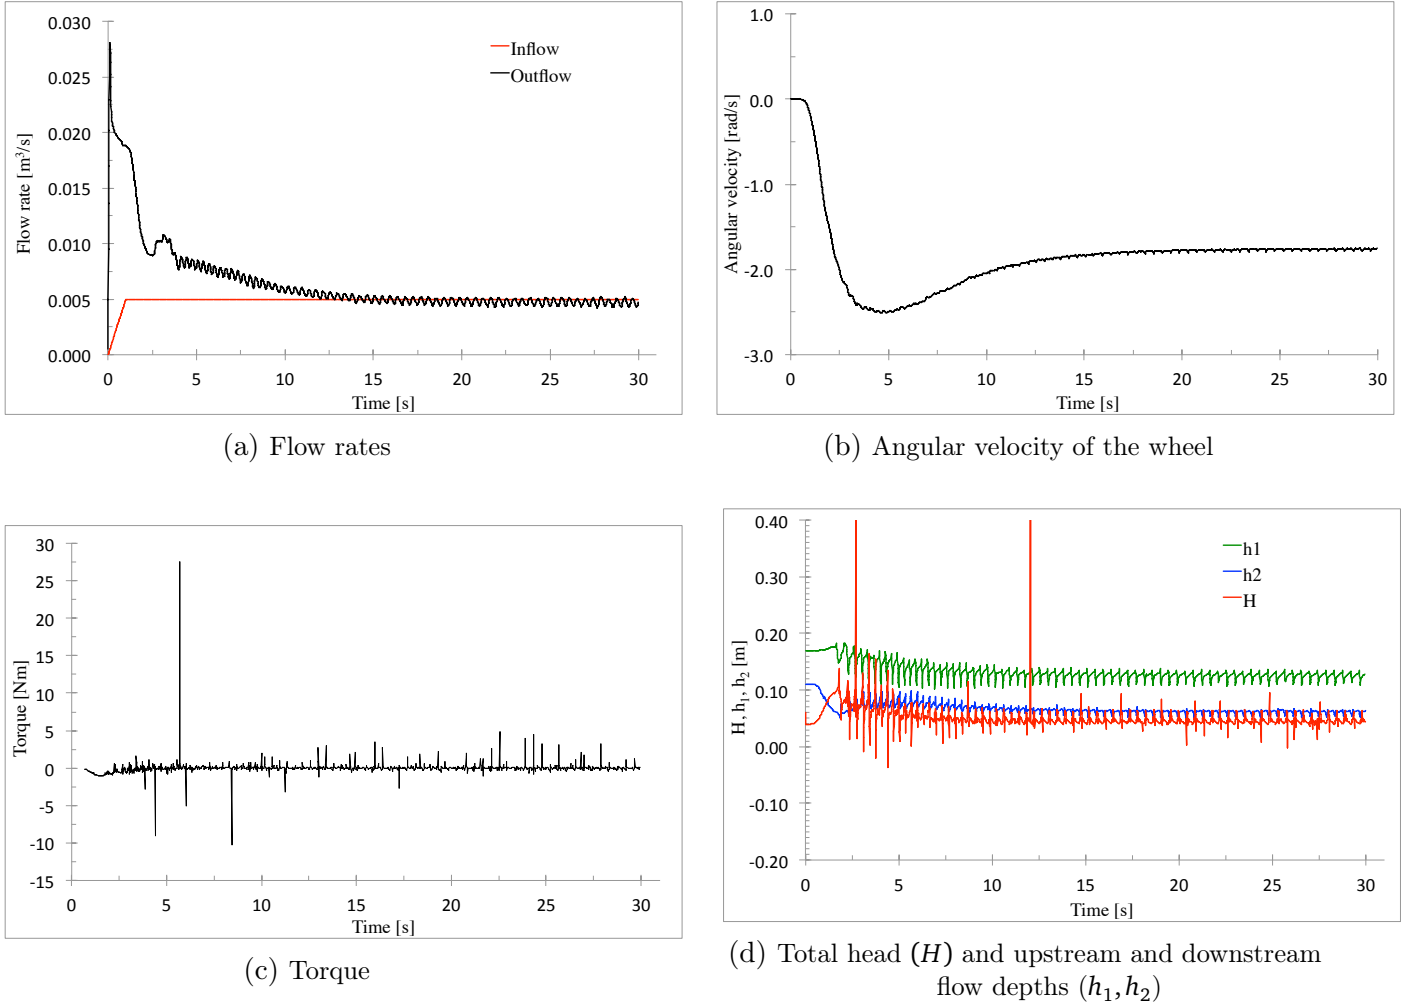 0.030
0.025
0.020
0.015
0.010
0.005
0.000
Flow rate [m³/s]
Inflow
Outflow
0 5 10 15 20 25 30
Time [s]
(a) Flow rates
1.0
0.0
-1.0
-2.0
-3.0
Angular velocity [rad/s]
0 5 10 15 20 25 30
Time [s]
(b) Angular velocity of the wheel
30
25
20
15
10
5
0
-5
-10
-15
Torque [Nm]
0 5 10 15 20 25 30
Time [s]
(c) Torque
0.40
0.30
0.20
0.10
0.00
-0.10
-0.20
H, h₁, h₂ [m]
h1
h2
H
0 5 10 15 20 25 30
Time [s]
(d) Total head (H) and upstream and downstream
flow depths (h₁, h₂)